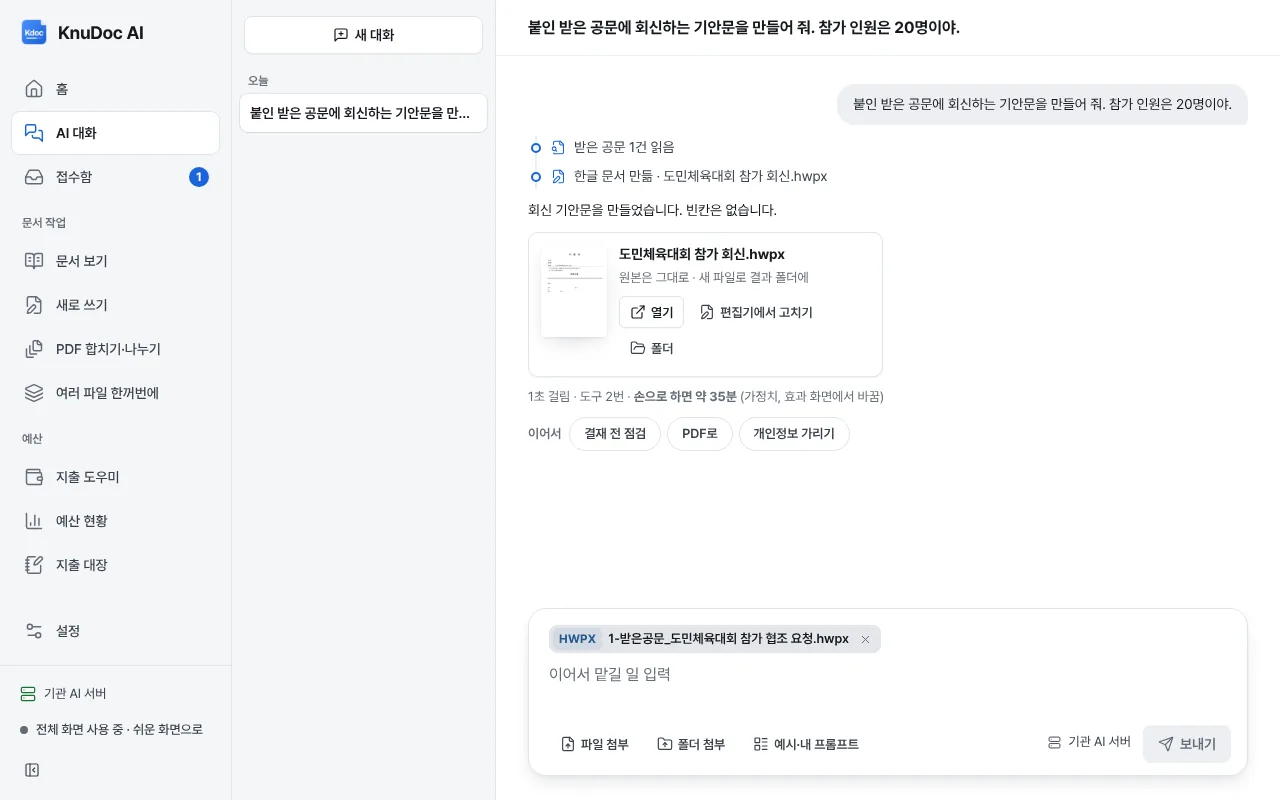 Kdoc
KnuDoc AI
홈
AI 대화
접수함
1
문서 작업
문서 보기
새로 쓰기
PDF 합치기·나누기
여러 파일 한꺼번에
예산
지출 도우미
예산 현황
지출 대장
설정
기관 AI 서버
전체 화면 사용 중 · 쉬운 화면으로
새 대화
오늘
붙인 받은 공문에 회신하는 기안문을 만...
붙인 받은 공문에 회신하는 기안문을 만들어 줘. 참가 인원은 20명이야.
붙인 받은 공문에 회신하는 기안문을 만들어 줘. 참가 인원은 20명이야.
받은 공문 1건 읽음
한글 문서 만듦 · 도민체육대회 참가 회신.hwpx
회신 기안문을 만들었습니다. 빈칸은 없습니다.
도민체육대회 참가 회신.hwpx
원본은 그대로 · 새 파일로 결과 폴더에
열기
편집기에서 고치기
폴더
1초 걸림 · 도구 2번 · 손으로 하면 약 35분 (가정치, 효과 화면에서 바꿈)
이어서
결재 전 점검
PDF로
개인정보 가리기
HWPX 1-받은공문_도민체육대회 참가 협조 요청.hwpx
이어서 맡길 일 입력
파일 첨부
폴더 첨부
예시·내 프롬프트
기관 AI 서버
보내기